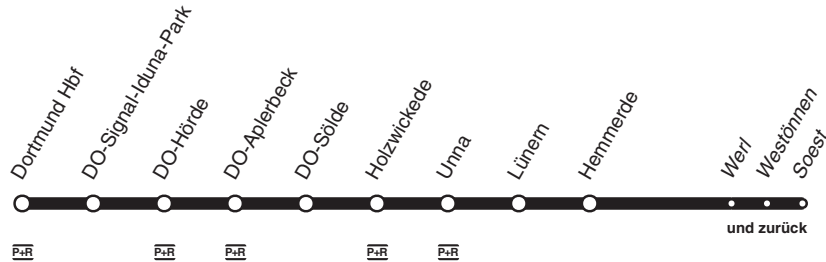 Dortmund Hbf
DO-Signal-Iduna-Park
DO-Hörde
DO-Aplerbeck
DO-Sölde
Holzwickede
Unna
Lünern
Hemmerde
Werl
Westönnen
Soest
und zurück
P+R
P+R
P+R
P+R
P+R